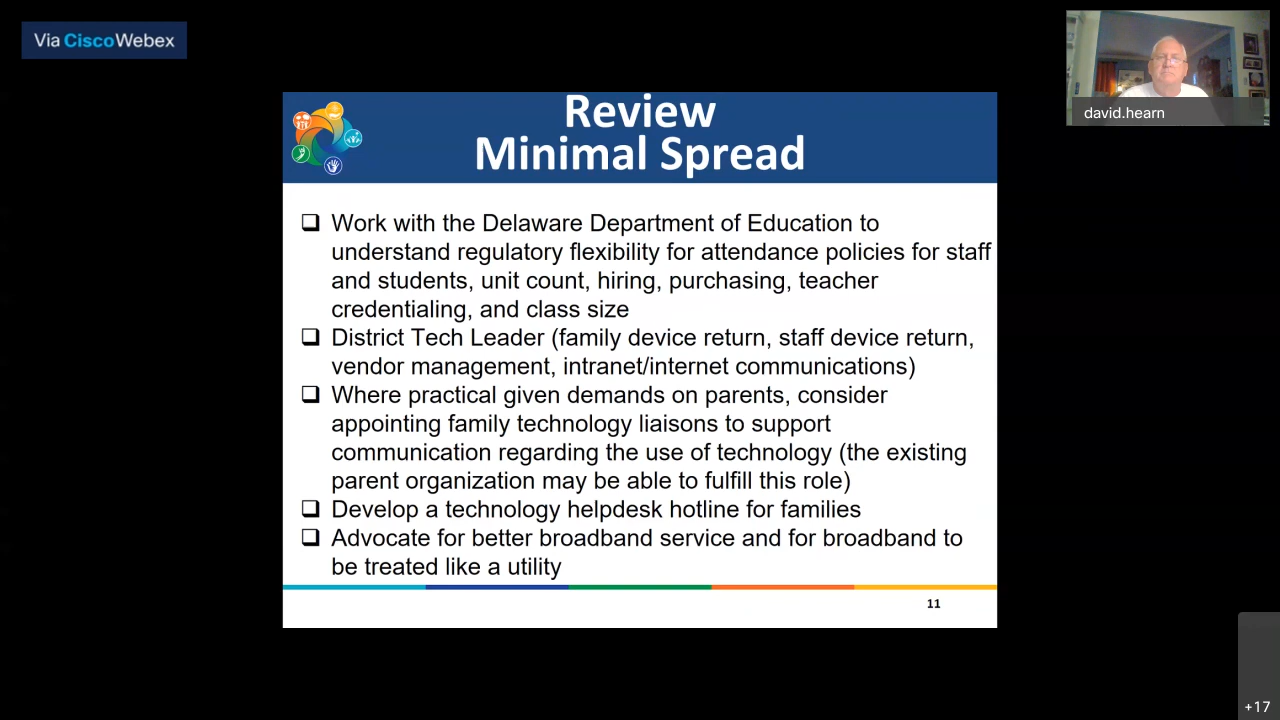 Via CiscoWebex
david.hearn
Review
Minimal Spread
❑ Work with the Delaware Department of Education to
understand regulatory flexibility for attendance policies for staff
and students, unit count, hiring, purchasing, teacher
credentialing, and class size
❑ District Tech Leader (family device return, staff device return,
vendor management, intranet/internet communications)
❑ Where practical given demands on parents, consider
appointing family technology liaisons to support
communication regarding the use of technology (the existing
parent organization may be able to fulfill this role)
❑ Develop a technology helpdesk hotline for families
❑ Advocate for better broadband service and for broadband to
be treated like a utility
11
+17